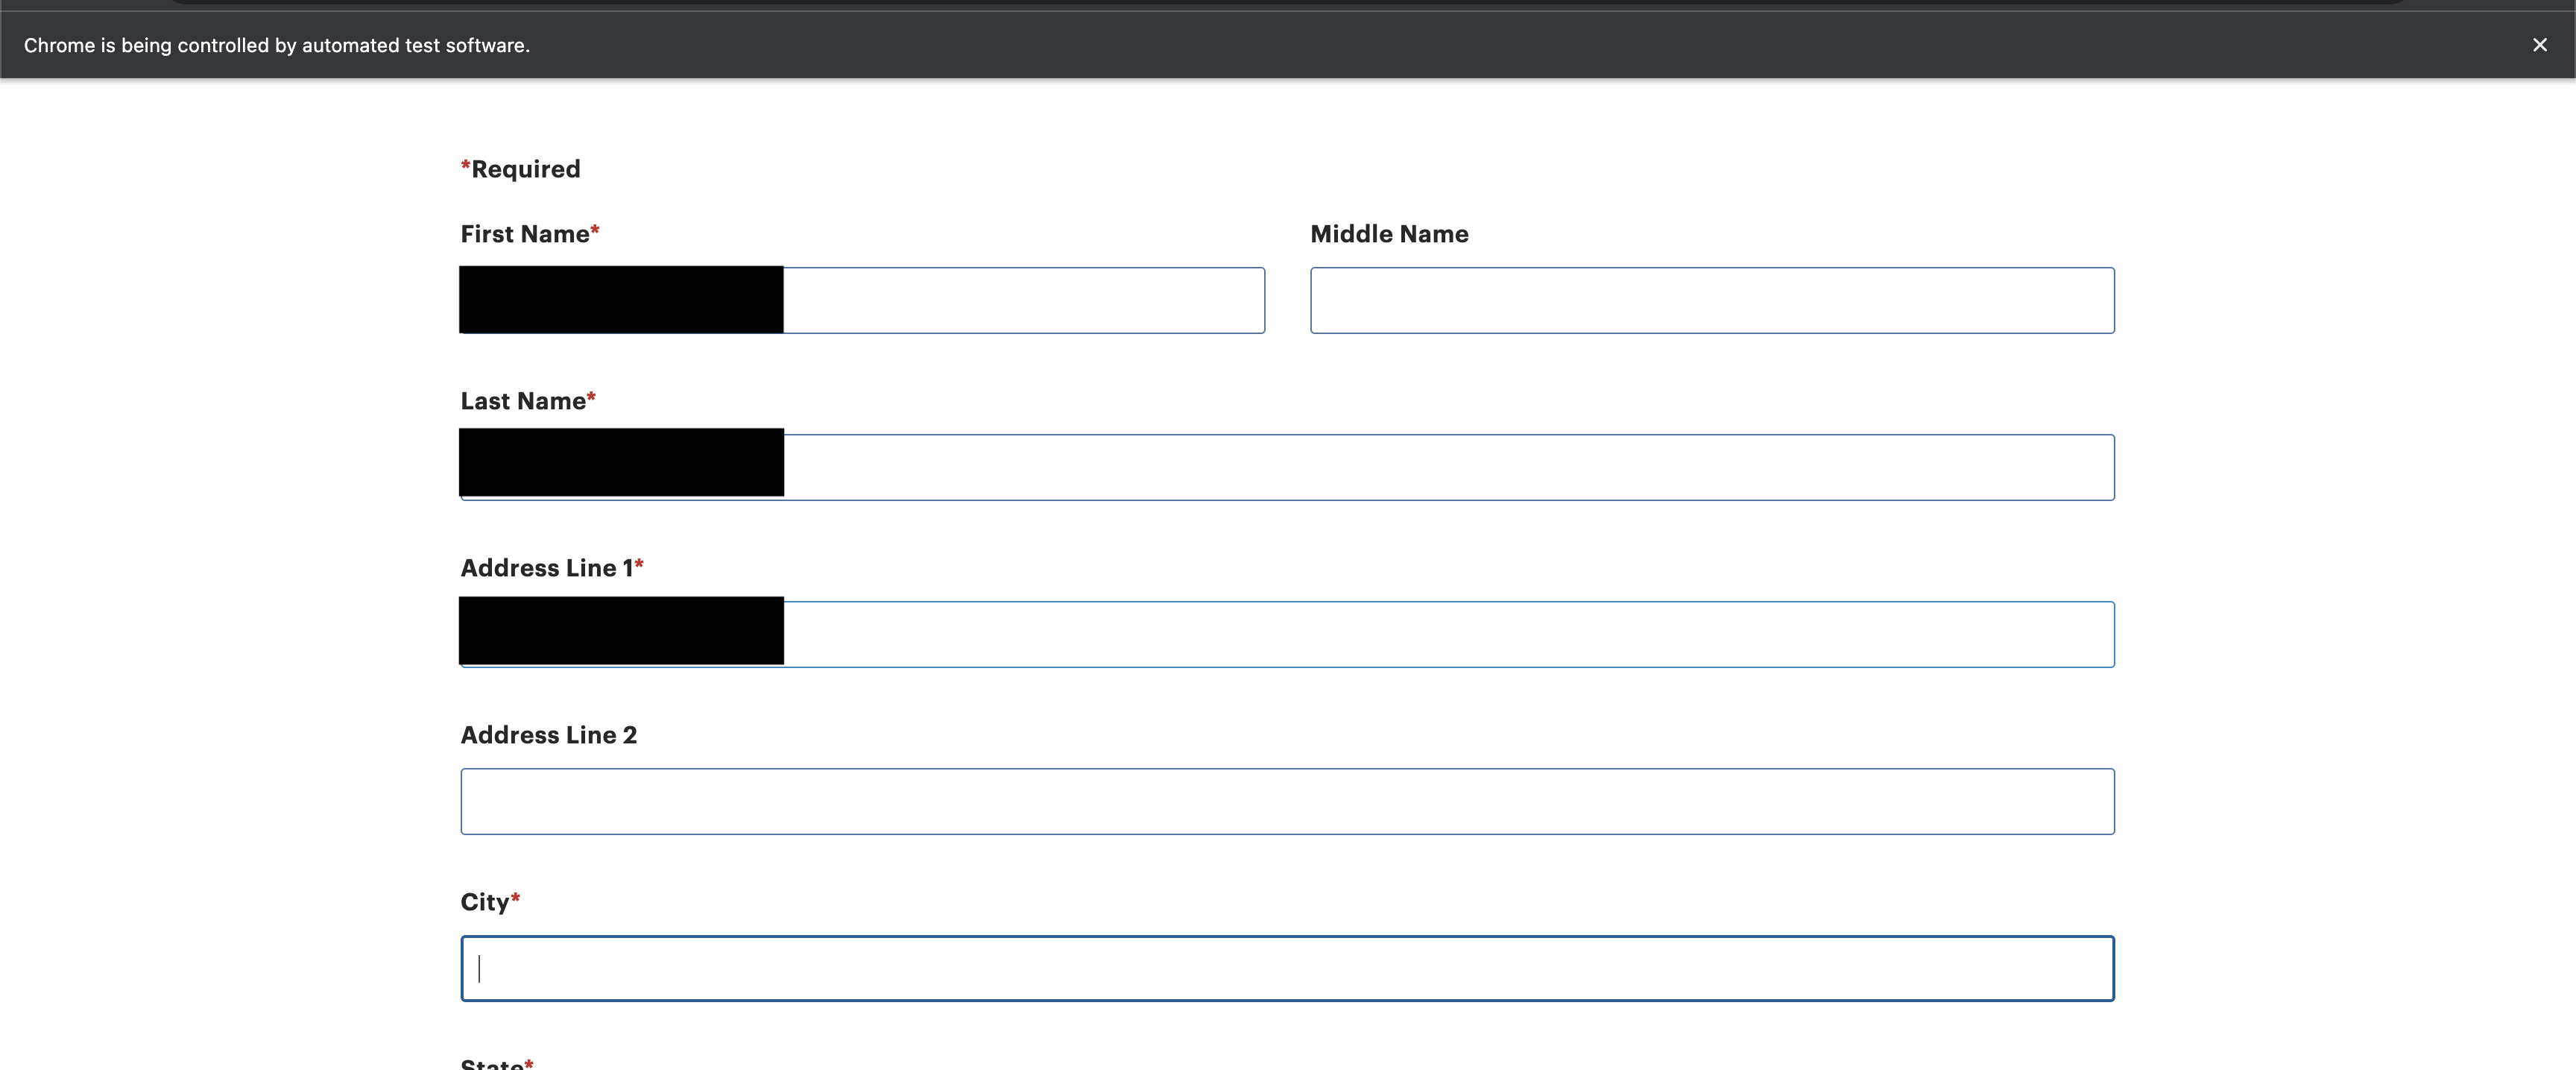 Chrome is being controlled by automated test software.
*Required
First Name*
Middle Name
Last Name*
Address Line 1*
Address Line 2
City*
State*